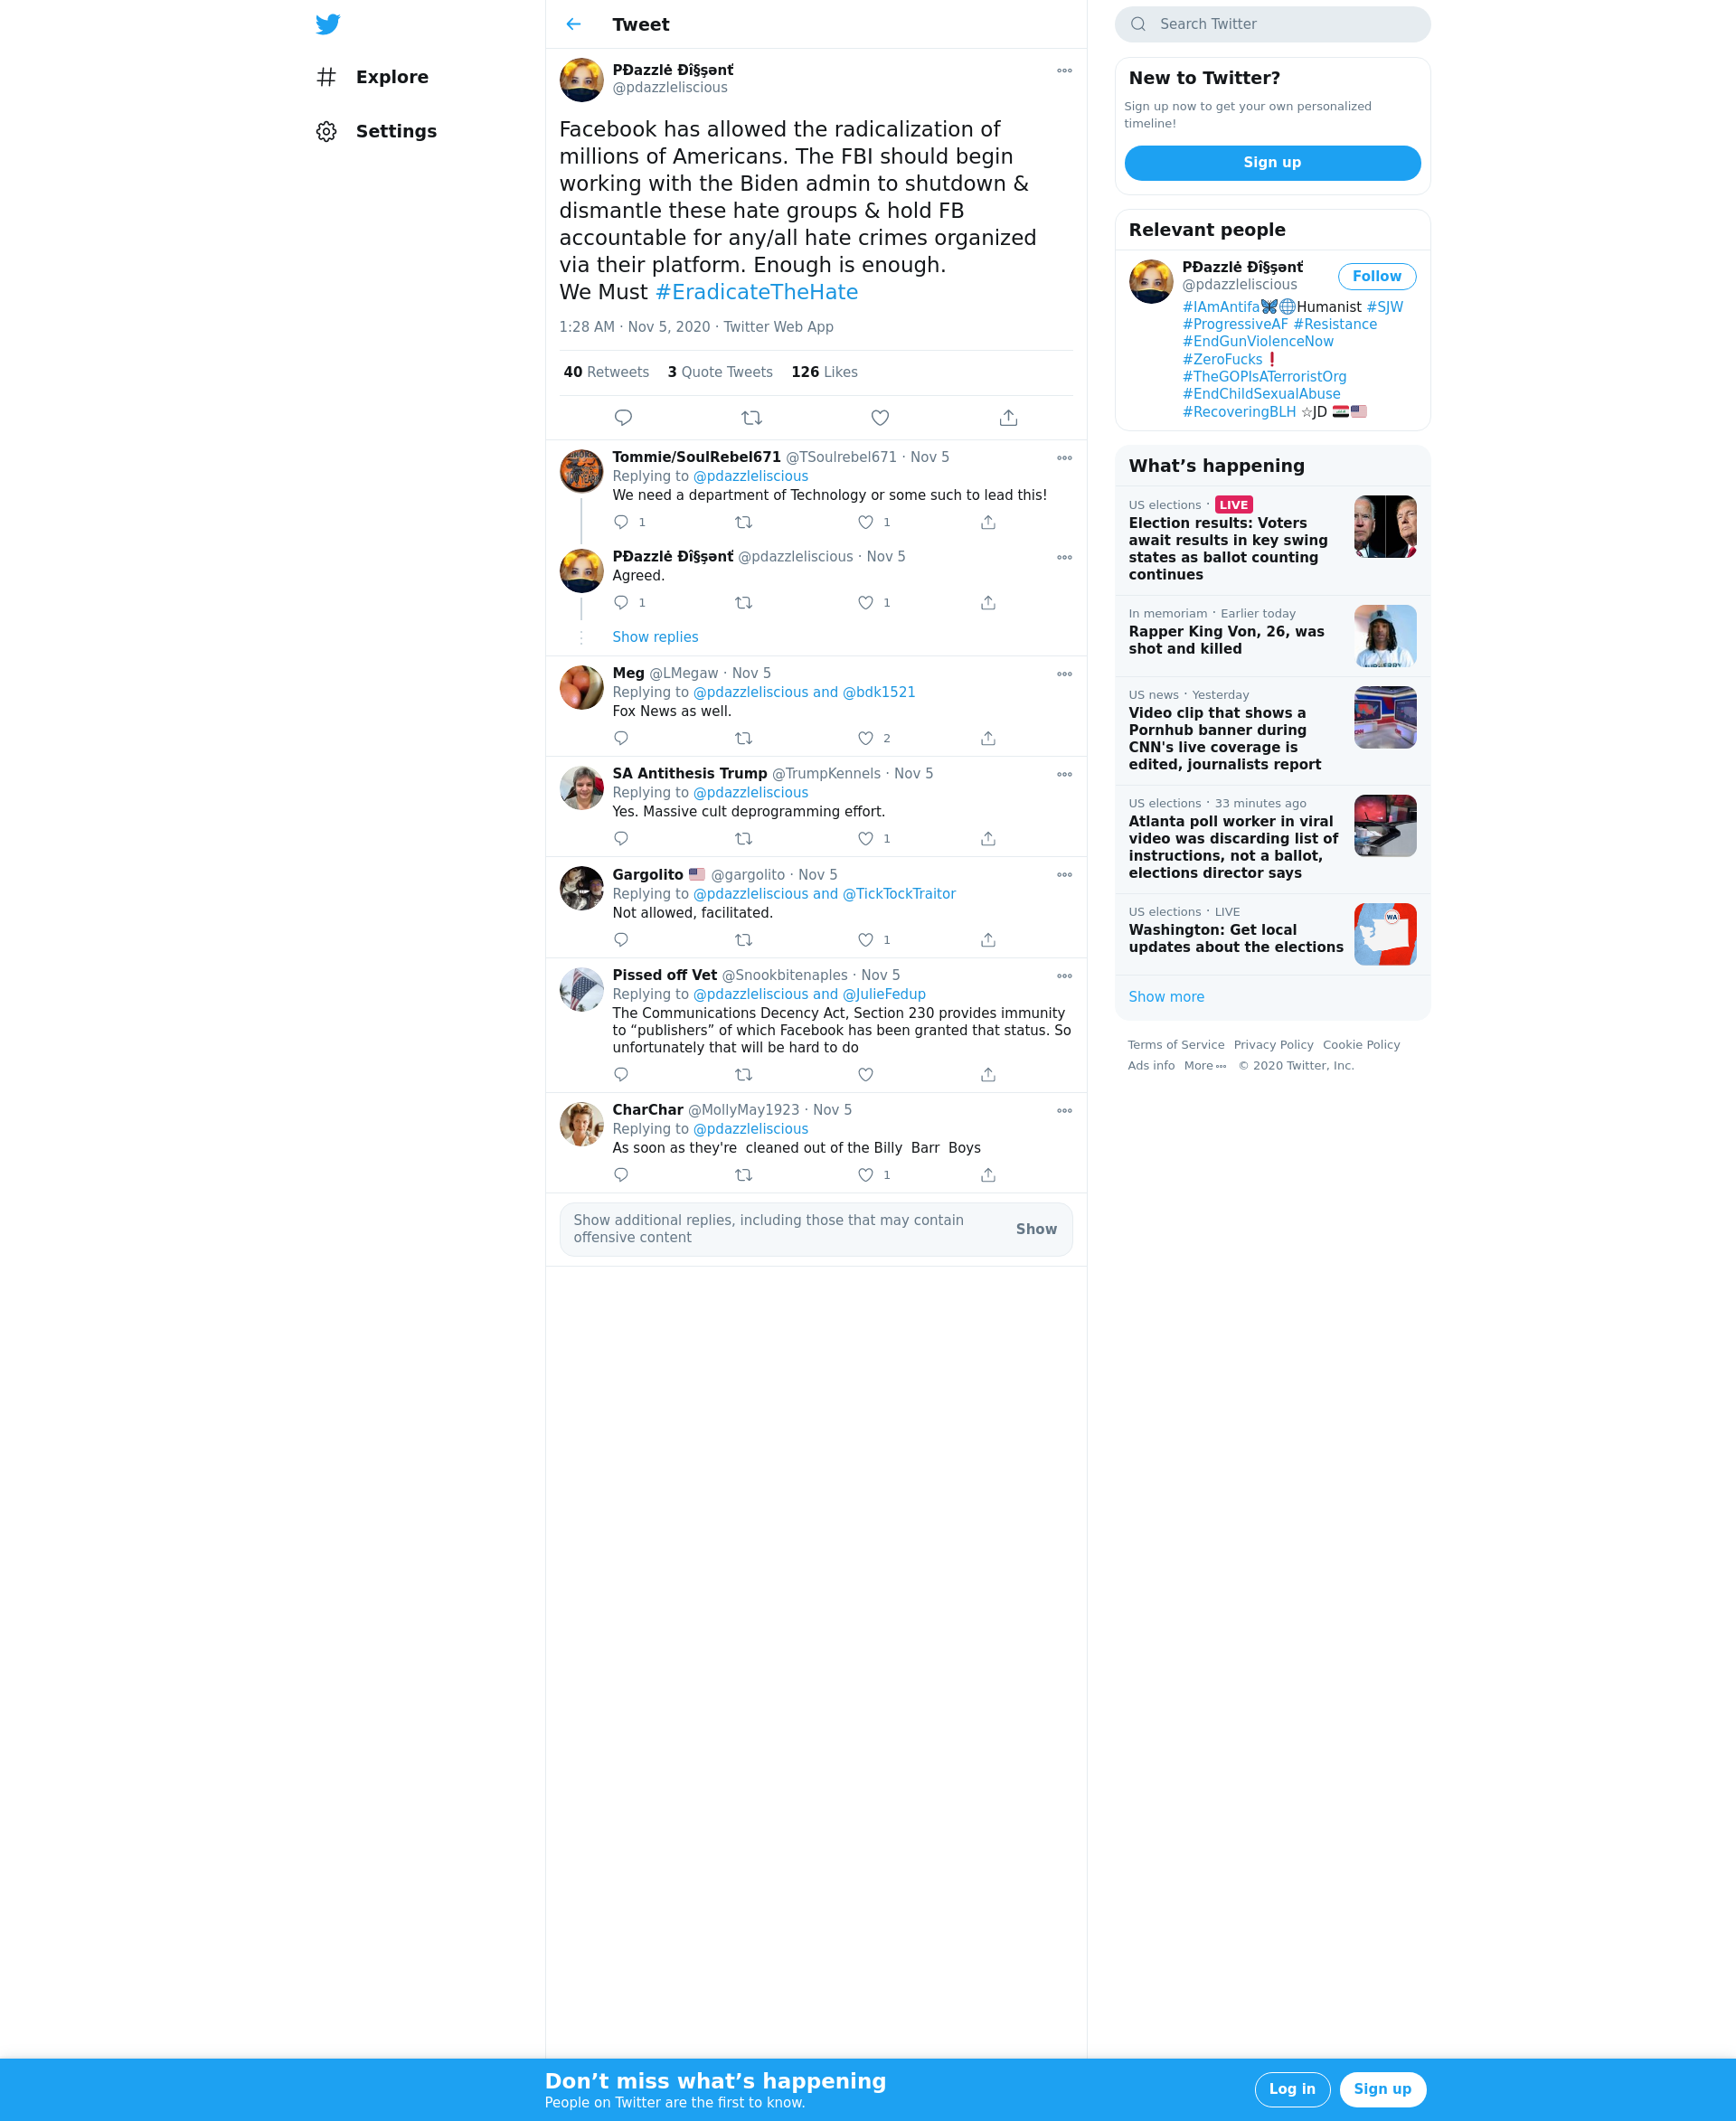 Explore
Settings
Tweet
PĐazzlė Đî§şənť
@pdazzleliscious
Facebook has allowed the radicalization of
millions of Americans. The FBI should begin
working with the Biden admin to shutdown &
dismantle these hate groups & hold FB
accountable for any/all hate crimes organized
via their platform. Enough is enough.
We Must #EradicateTheHate
1:28 AM · Nov 5, 2020 · Twitter Web App
40 Retweets 3 Quote Tweets 126 Likes
Tommie/SoulRebel671 @TSoulrebel671 · Nov 5
Replying to @pdazzleliscious
We need a department of Technology or some such to lead this!
1 1
PĐazzlė Đî§şənť @pdazzleliscious · Nov 5
Agreed.
1 1
Show replies
Meg @LMegaw · Nov 5
Replying to @pdazzleliscious and @bdk1521
Fox News as well.
2
SA Antithesis Trump @TrumpKennels · Nov 5
Replying to @pdazzleliscious
Yes. Massive cult deprogramming effort.
1
Gargolito 🇺🇸 @gargolito · Nov 5
Replying to @pdazzleliscious and @TickTockTraitor
Not allowed, facilitated.
1
Pissed off Vet @Snookbitenaples · Nov 5
Replying to @pdazzleliscious and @JulieFedup
The Communications Decency Act, Section 230 provides immunity
to “publishers” of which Facebook has been granted that status. So
unfortunately that will be hard to do
CharChar @MollyMay1923 · Nov 5
Replying to @pdazzleliscious
As soon as they're cleaned out of the Billy Barr Boys
1
Show additional replies, including those that may contain
offensive content
Show
Search Twitter
New to Twitter?
Sign up now to get your own personalized
timeline!
Sign up
Relevant people
PĐazzlė Đî§şənť
@pdazzleliscious
Follow
#IAmAntifa🦋🌐Humanist #SJW
#ProgressiveAF #Resistance
#EndGunViolenceNow
#ZeroFucks❗
#TheGOPIsATerroristOrg
#EndChildSexualAbuse
#RecoveringBLH ☆JD 🇮🇶🇺🇸
What’s happening
US elections · LIVE
Election results: Voters
await results in key swing
states as ballot counting
continues
In memoriam · Earlier today
Rapper King Von, 26, was
shot and killed
US news · Yesterday
Video clip that shows a
Pornhub banner during
CNN's live coverage is
edited, journalists report
US elections · 33 minutes ago
Atlanta poll worker in viral
video was discarding list of
instructions, not a ballot,
elections director says
US elections · LIVE
Washington: Get local
updates about the elections
WA
Show more
Terms of Service Privacy Policy Cookie Policy
Ads info More © 2020 Twitter, Inc.
Don’t miss what’s happening
People on Twitter are the first to know.
Log in
Sign up